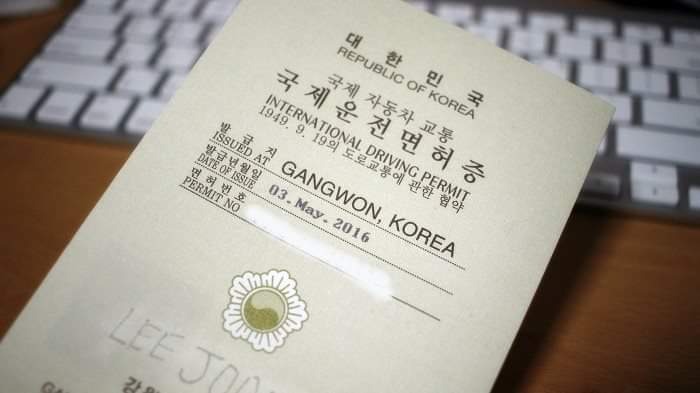 대한민국
REPUBLIC OF KOREA
국제 자동차 교통
국제운전면허증
INTERNATIONAL DRIVING PERMIT
1949. 9. 19의 도로교통에 관한 협약
발급지
ISSUED AT GANGWON, KOREA
발급년월일
DATE OF ISSUE 03. May. 2016
면허번호
PERMIT NO
LEE